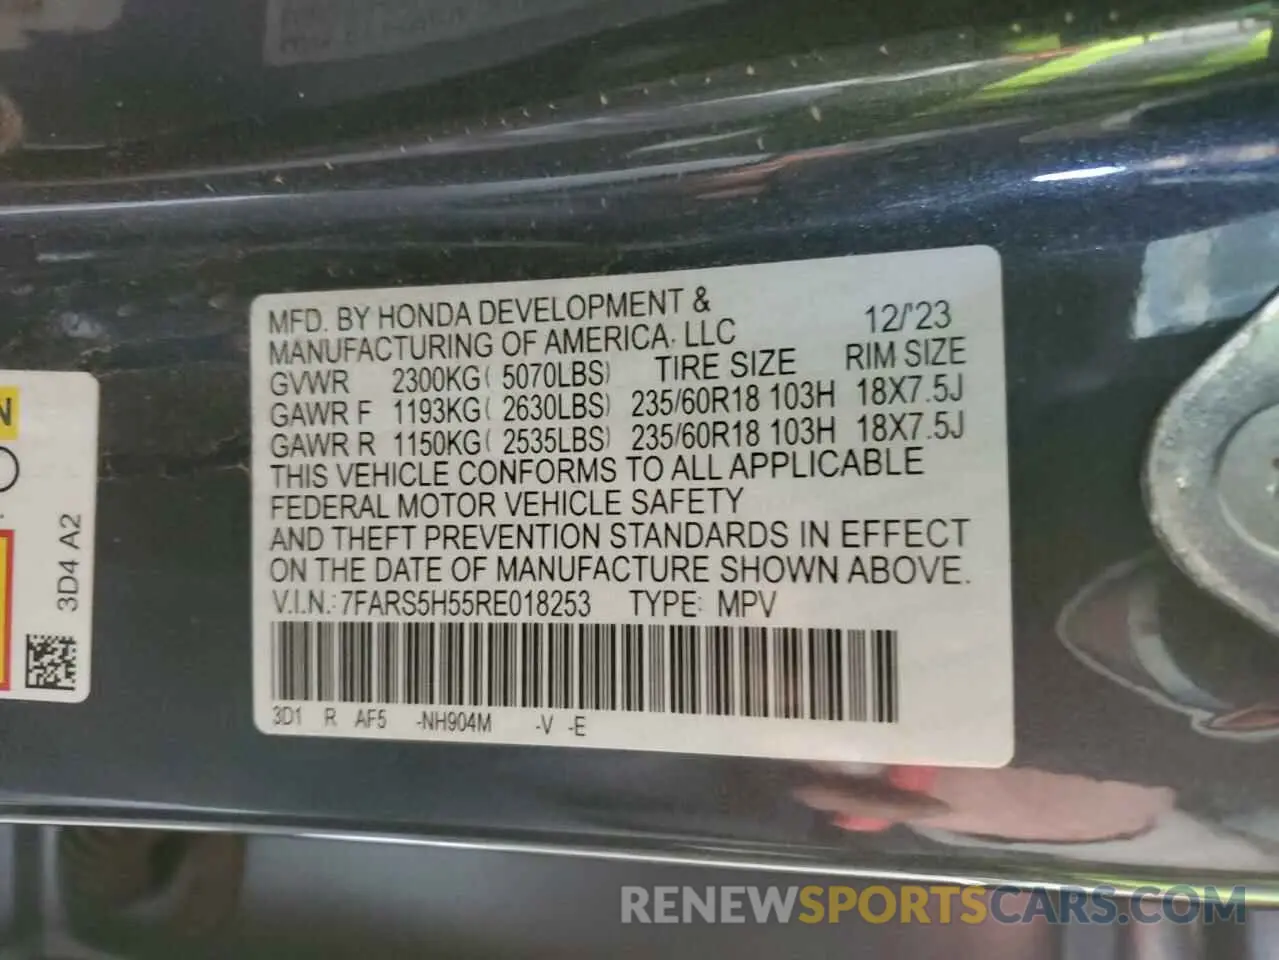 MFD. BY HONDA DEVELOPMENT &
MANUFACTURING OF AMERICA, LLC 12/'23
GVWR 2300KG( 5070LBS) TIRE SIZE RIM SIZE
GAWR F 1193KG( 2630LBS) 235/60R18 103H 18X7.5J
GAWR R 1150KG( 2535LBS) 235/60R18 103H 18X7.5J
THIS VEHICLE CONFORMS TO ALL APPLICABLE
FEDERAL MOTOR VEHICLE SAFETY
AND THEFT PREVENTION STANDARDS IN EFFECT
ON THE DATE OF MANUFACTURE SHOWN ABOVE.
V.I.N.: 7FARS5H55RE018253 TYPE: MPV
3D1 R AF5 -NH904M -V -E
3D4 A2
RENEWSPORTSCARS.COM